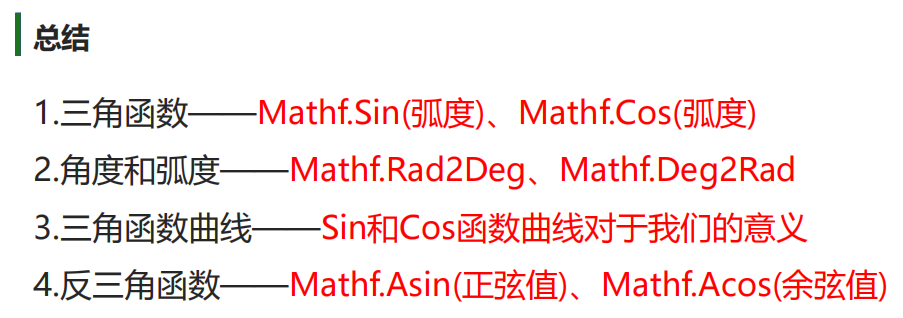 总结
1.三角函数——Mathf.Sin(弧度)、Mathf.Cos(弧度)
2.角度和弧度——Mathf.Rad2Deg、Mathf.Deg2Rad
3.三角函数曲线——Sin和Cos函数曲线对于我们的意义
4.反三角函数——Mathf.Asin(正弦值)、Mathf.Acos(余弦值)